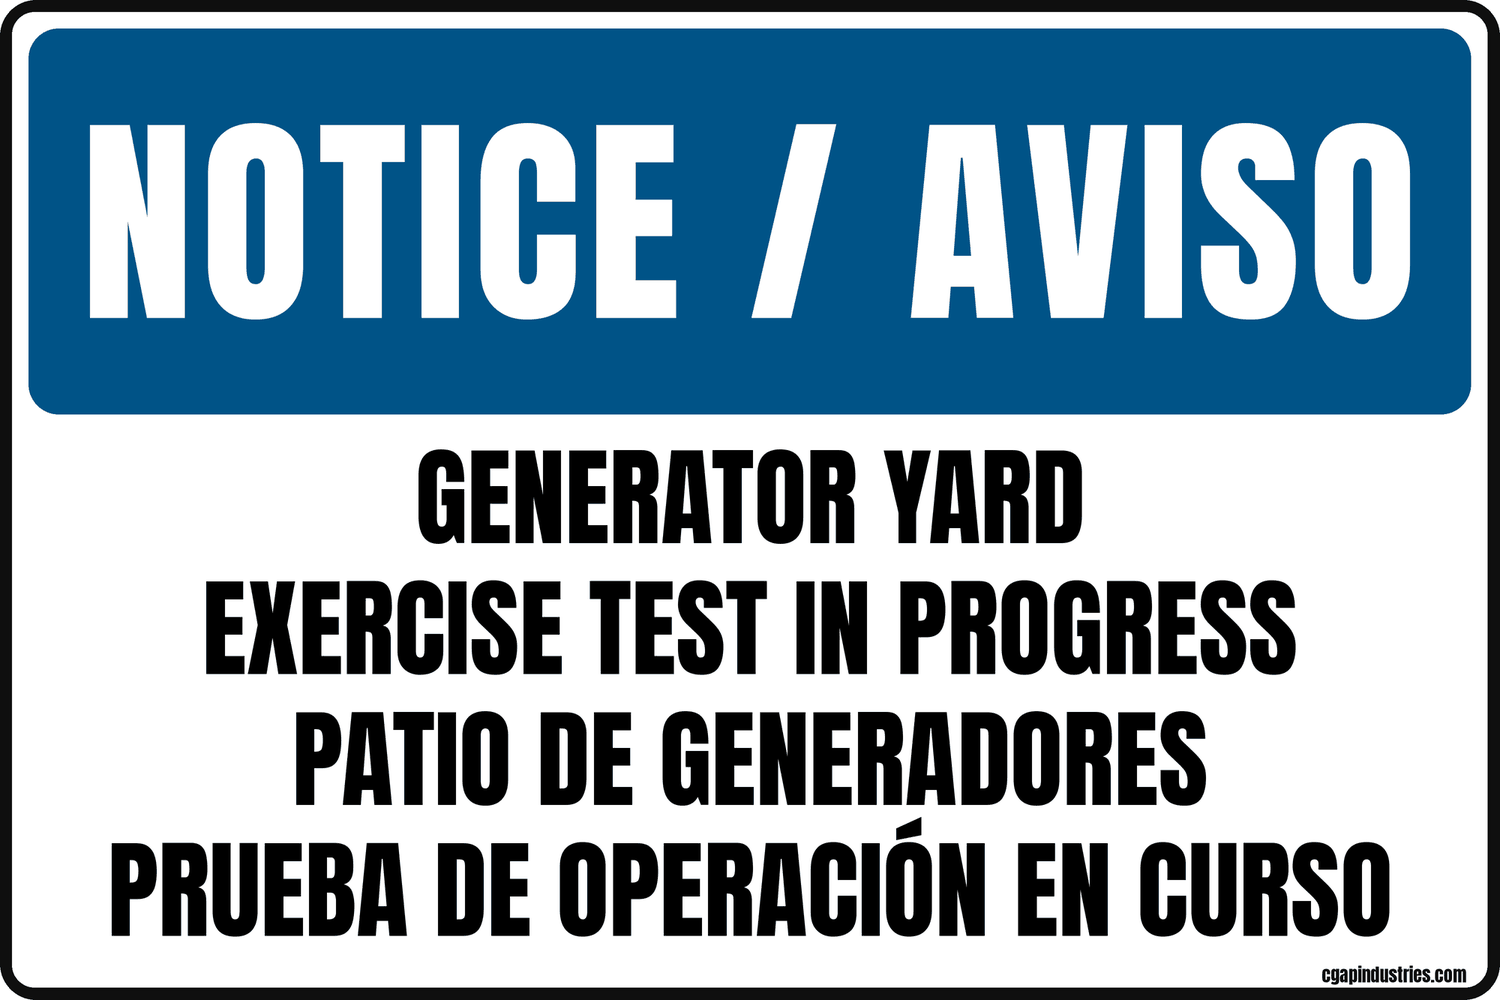 NOTICE / AVISO
GENERATOR YARD
EXERCISE TEST IN PROGRESS
PATIO DE GENERADORES
PRUEBA DE OPERACIÓN EN CURSO
cgapindustries.com